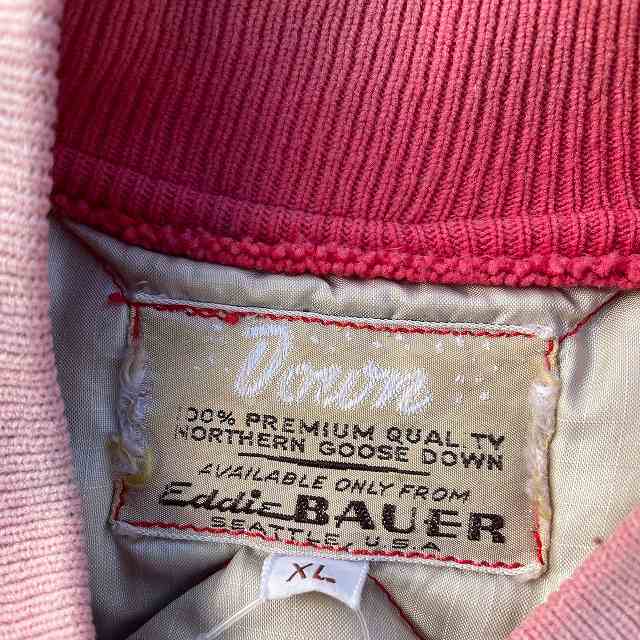 Down
100% PREMIUM QUALITY
NORTHERN GOOSE DOWN
AVAILABLE ONLY FROM
Eddie BAUER
SEATTLE, U.S.A
XL